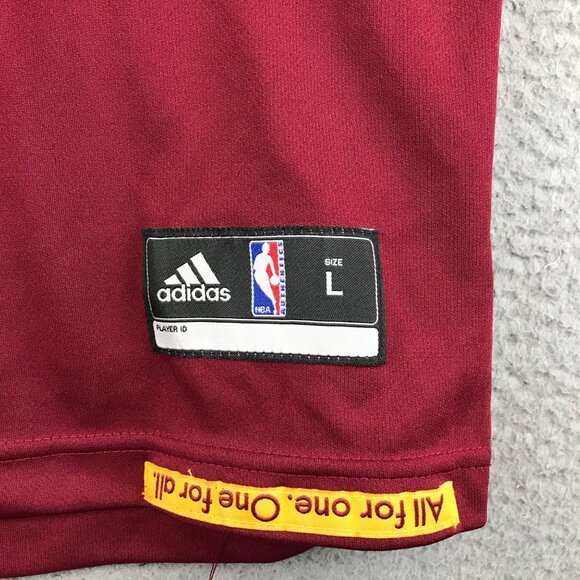 adidas
NBA
AUTHENTICS
SIZE
L
PLAYER ID
All for one. One for all.